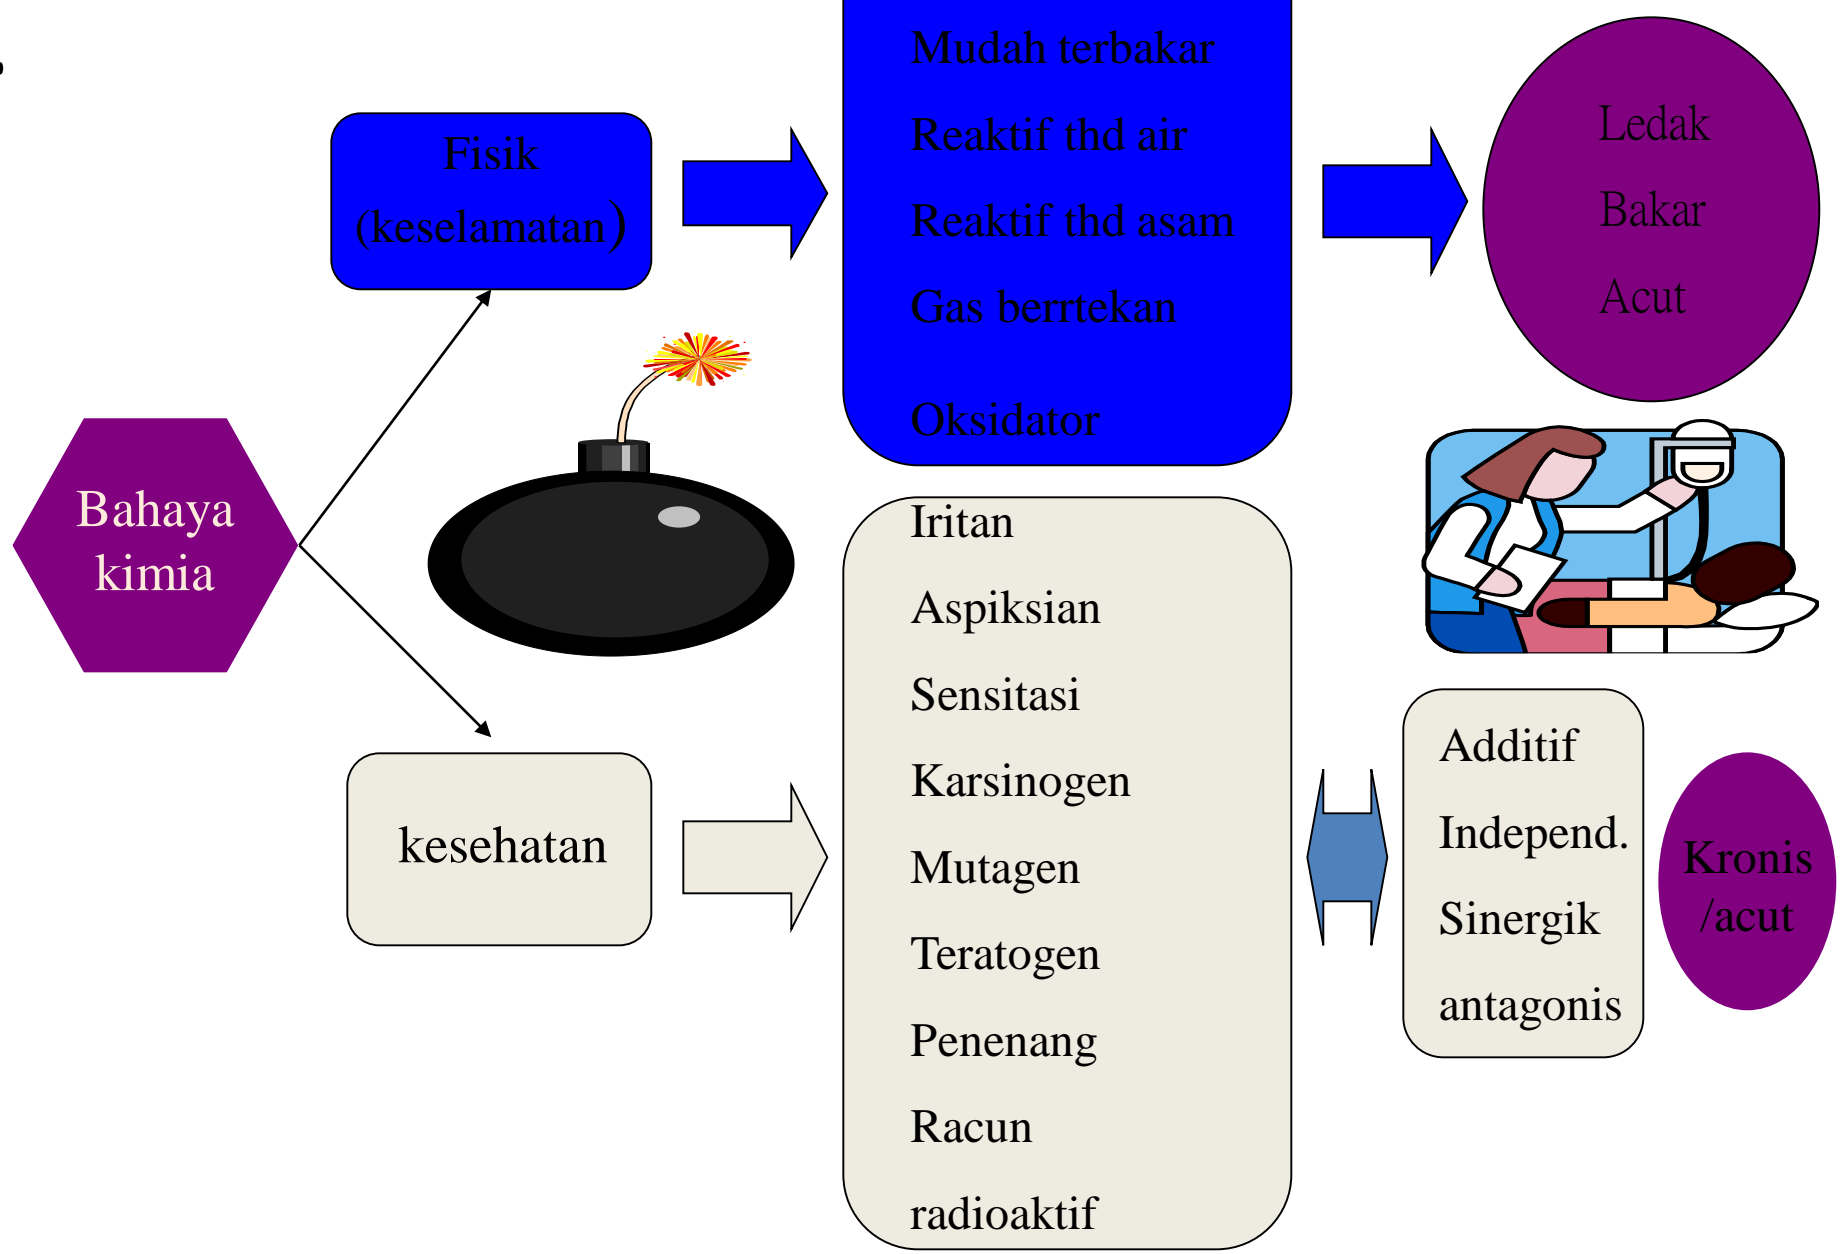 Bahaya
kimia
Fisik
(keselamatan)
Mudah terbakar
Reaktif thd air
Reaktif thd asam
Gas berrtekan
Oksidator
Ledak
Bakar
Acut
kesehatan
Iritan
Aspiksian
Sensitasi
Karsinogen
Mutagen
Teratogen
Penenang
Racun
radioaktif
Additif
Independ.
Sinergik
antagonis
Kronis
/acut